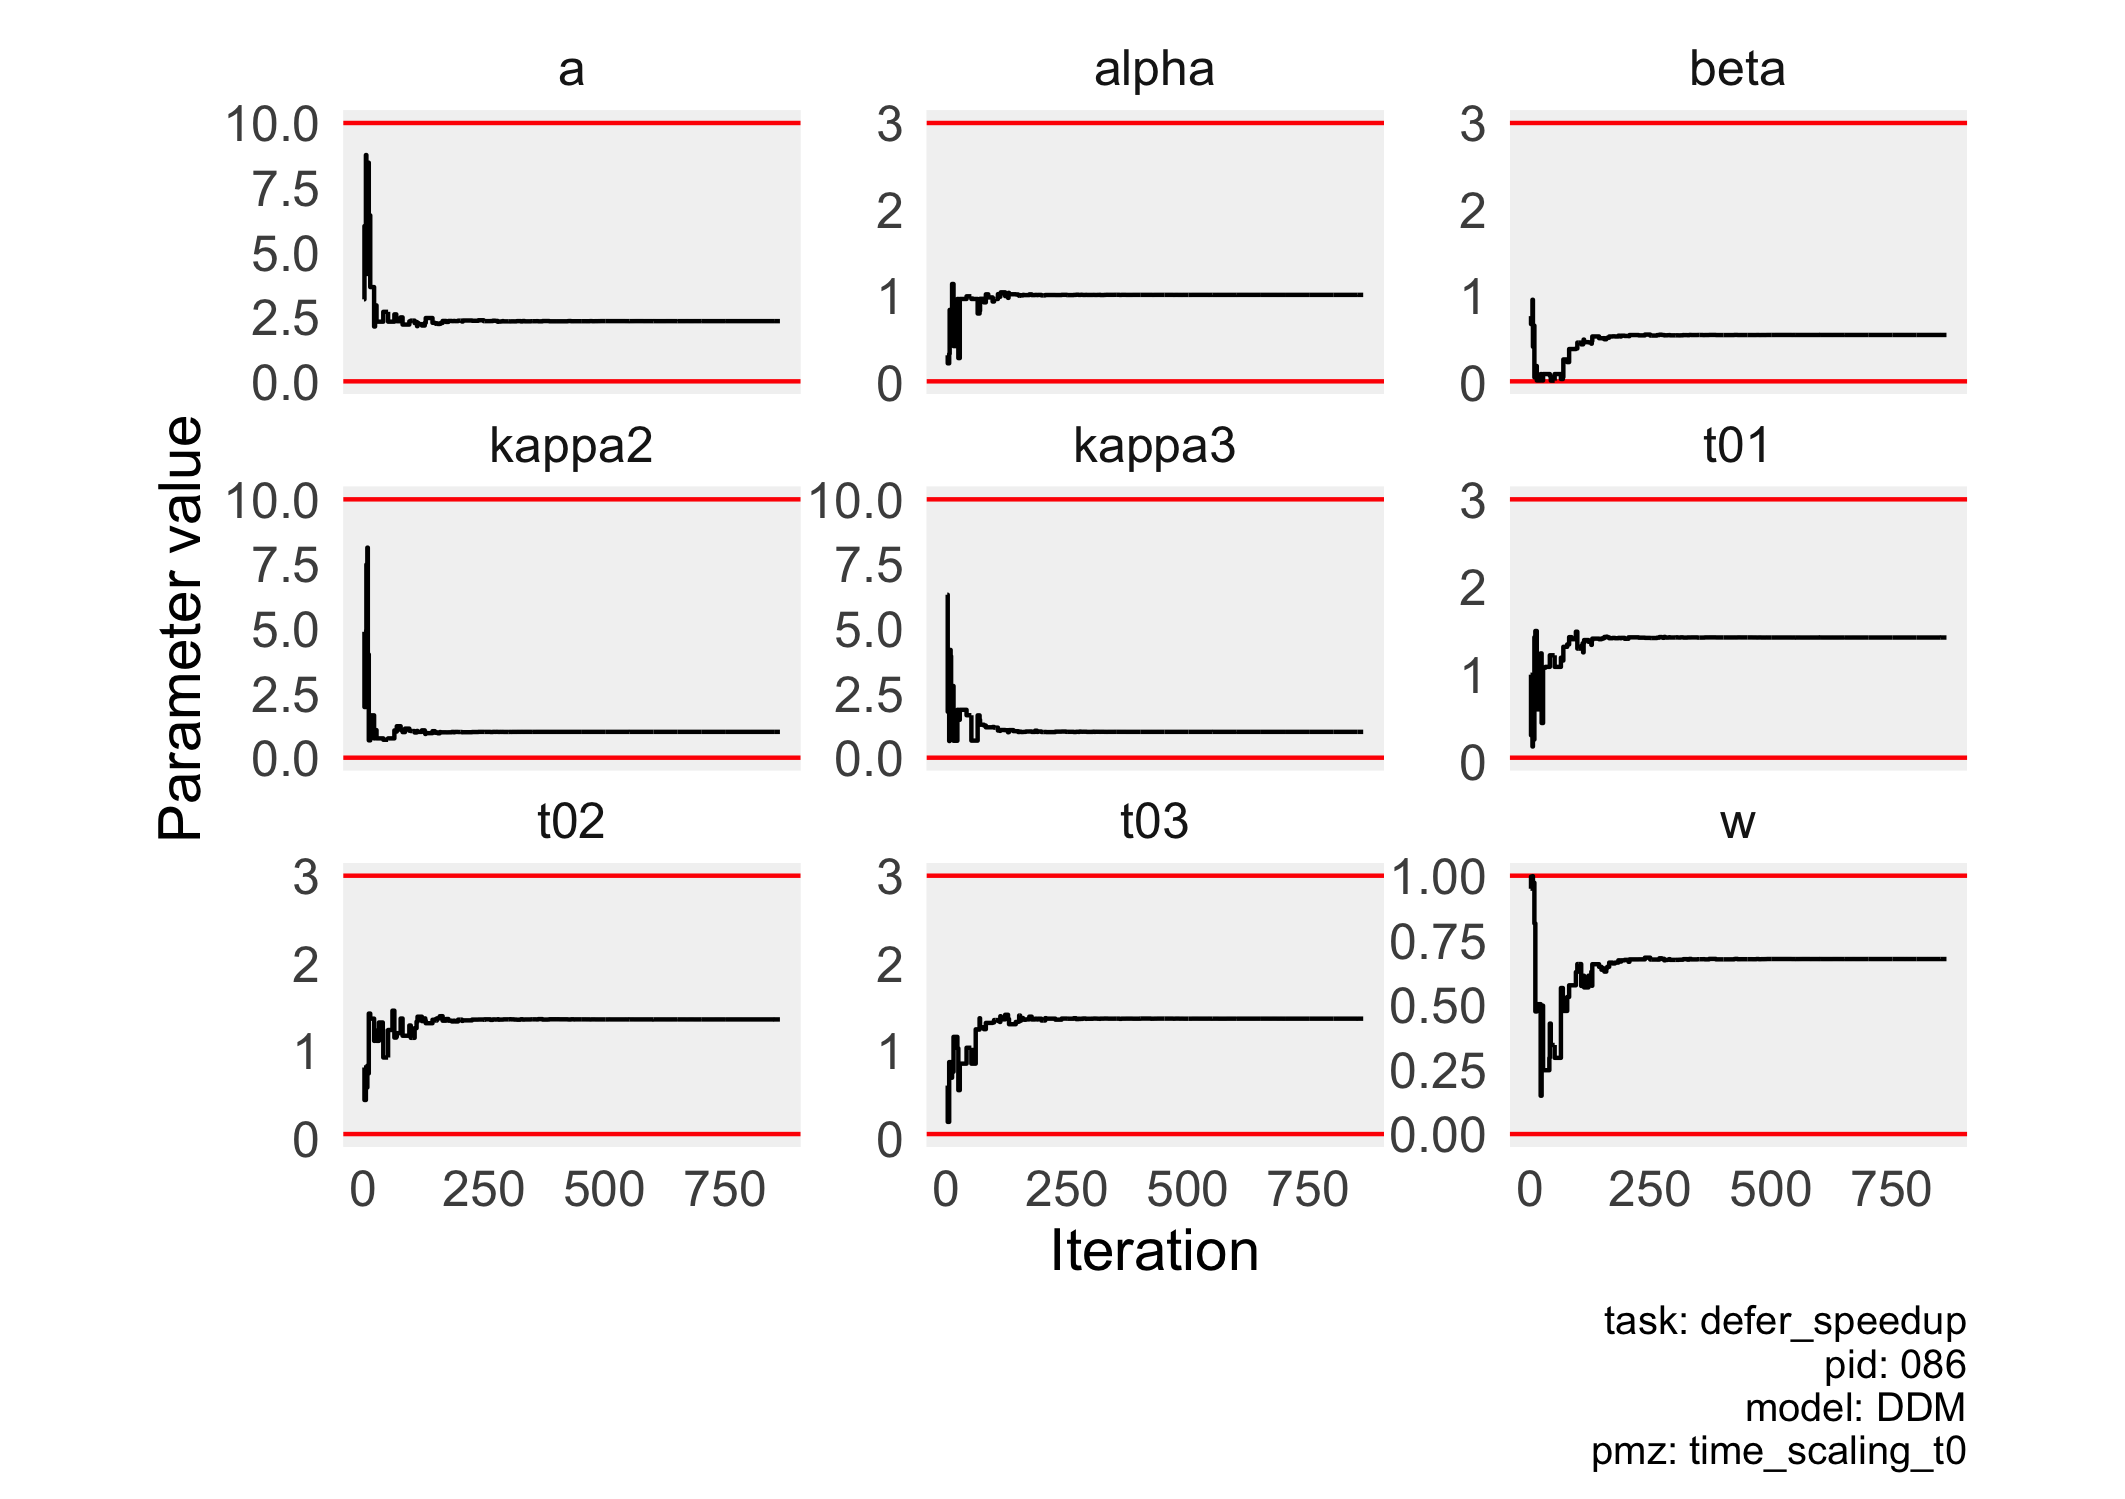 a alpha beta
10.0 3 3
7.5 2 2
5.0 1 1
2.5 0 0
0.0
kappa2 kappa3 t01
10.0 10.0 3
7.5 7.5 2
5.0 5.0 1
2.5 2.5 0
0.0 0.0
t02 t03 w
3 3 1.00
2 2 0.75
1 1 0.50
0 0 0.25
0.00
0 250 500 750 0 250 500 750 0 250 500 750
Parameter value
Iteration
task: defer_speedup
pid: 086
model: DDM
pmz: time_scaling_t0